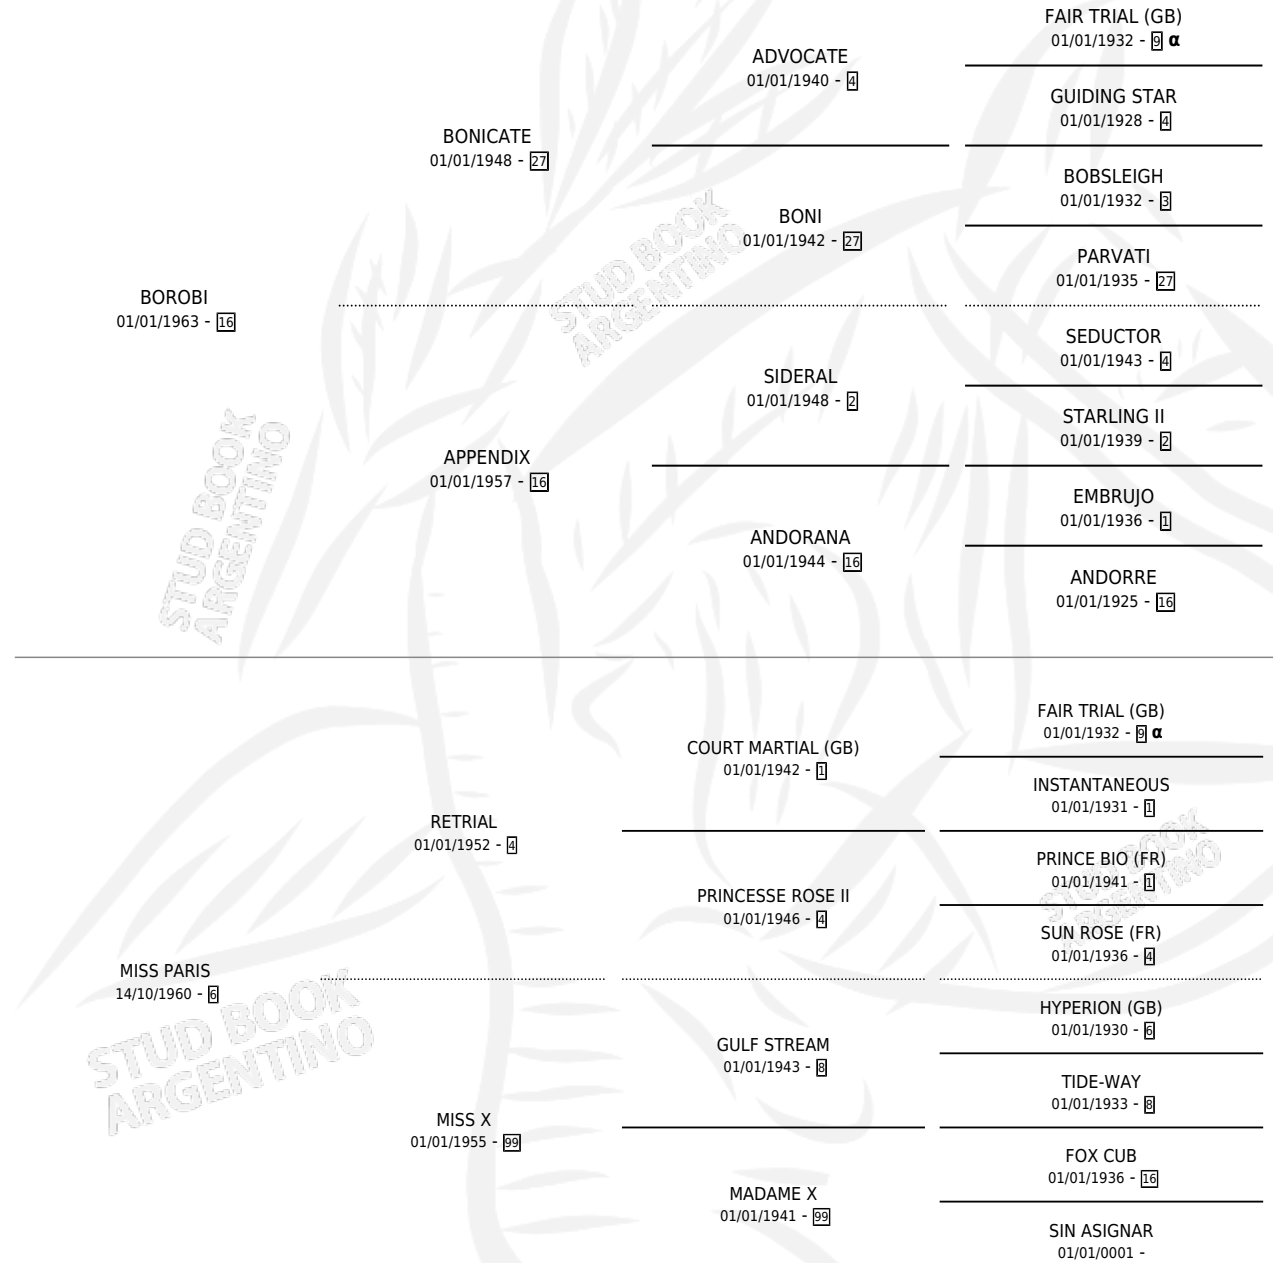 FAIR TRIAL (GB)
01/01/1932 - 9 α
ADVOCATE
01/01/1940 - 4
GUIDING STAR
01/01/1928 - 4
BONICATE
01/01/1948 - 27
BOBSLEIGH
01/01/1932 - 3
BONI
01/01/1942 - 27
PARVATI
01/01/1935 - 27
BOROBI
01/01/1963 - 16
SEDUCTOR
01/01/1943 - 4
SIDERAL
01/01/1948 - 2
STARLING II
01/01/1939 - 2
APPENDIX
01/01/1957 - 16
EMBRUJO
01/01/1936 - 1
ANDORANA
01/01/1944 - 16
ANDORRE
01/01/1925 - 16
STUD BOOK
ARGENTINO
STUD BOOK
ARGENTINO
FAIR TRIAL (GB)
01/01/1932 - 9 α
COURT MARTIAL (GB)
01/01/1942 - 1
INSTANTANEOUS
01/01/1931 - 1
RETRIAL
01/01/1952 - 4
PRINCE BIO (FR)
01/01/1941 - 1
PRINCESSE ROSE II
01/01/1946 - 4
SUN ROSE (FR)
01/01/1936 - 4
MISS PARIS
14/10/1960 - 6
HYPERION (GB)
01/01/1930 - 6
GULF STREAM
01/01/1943 - 8
TIDE-WAY
01/01/1933 - 8
MISS X
01/01/1955 - 99
FOX CUB
01/01/1936 - 16
MADAME X
01/01/1941 - 99
SIN ASIGNAR
01/01/0001 -
STUD BOOK
ARGENTINO
STUD BOOK
ARGENTINO